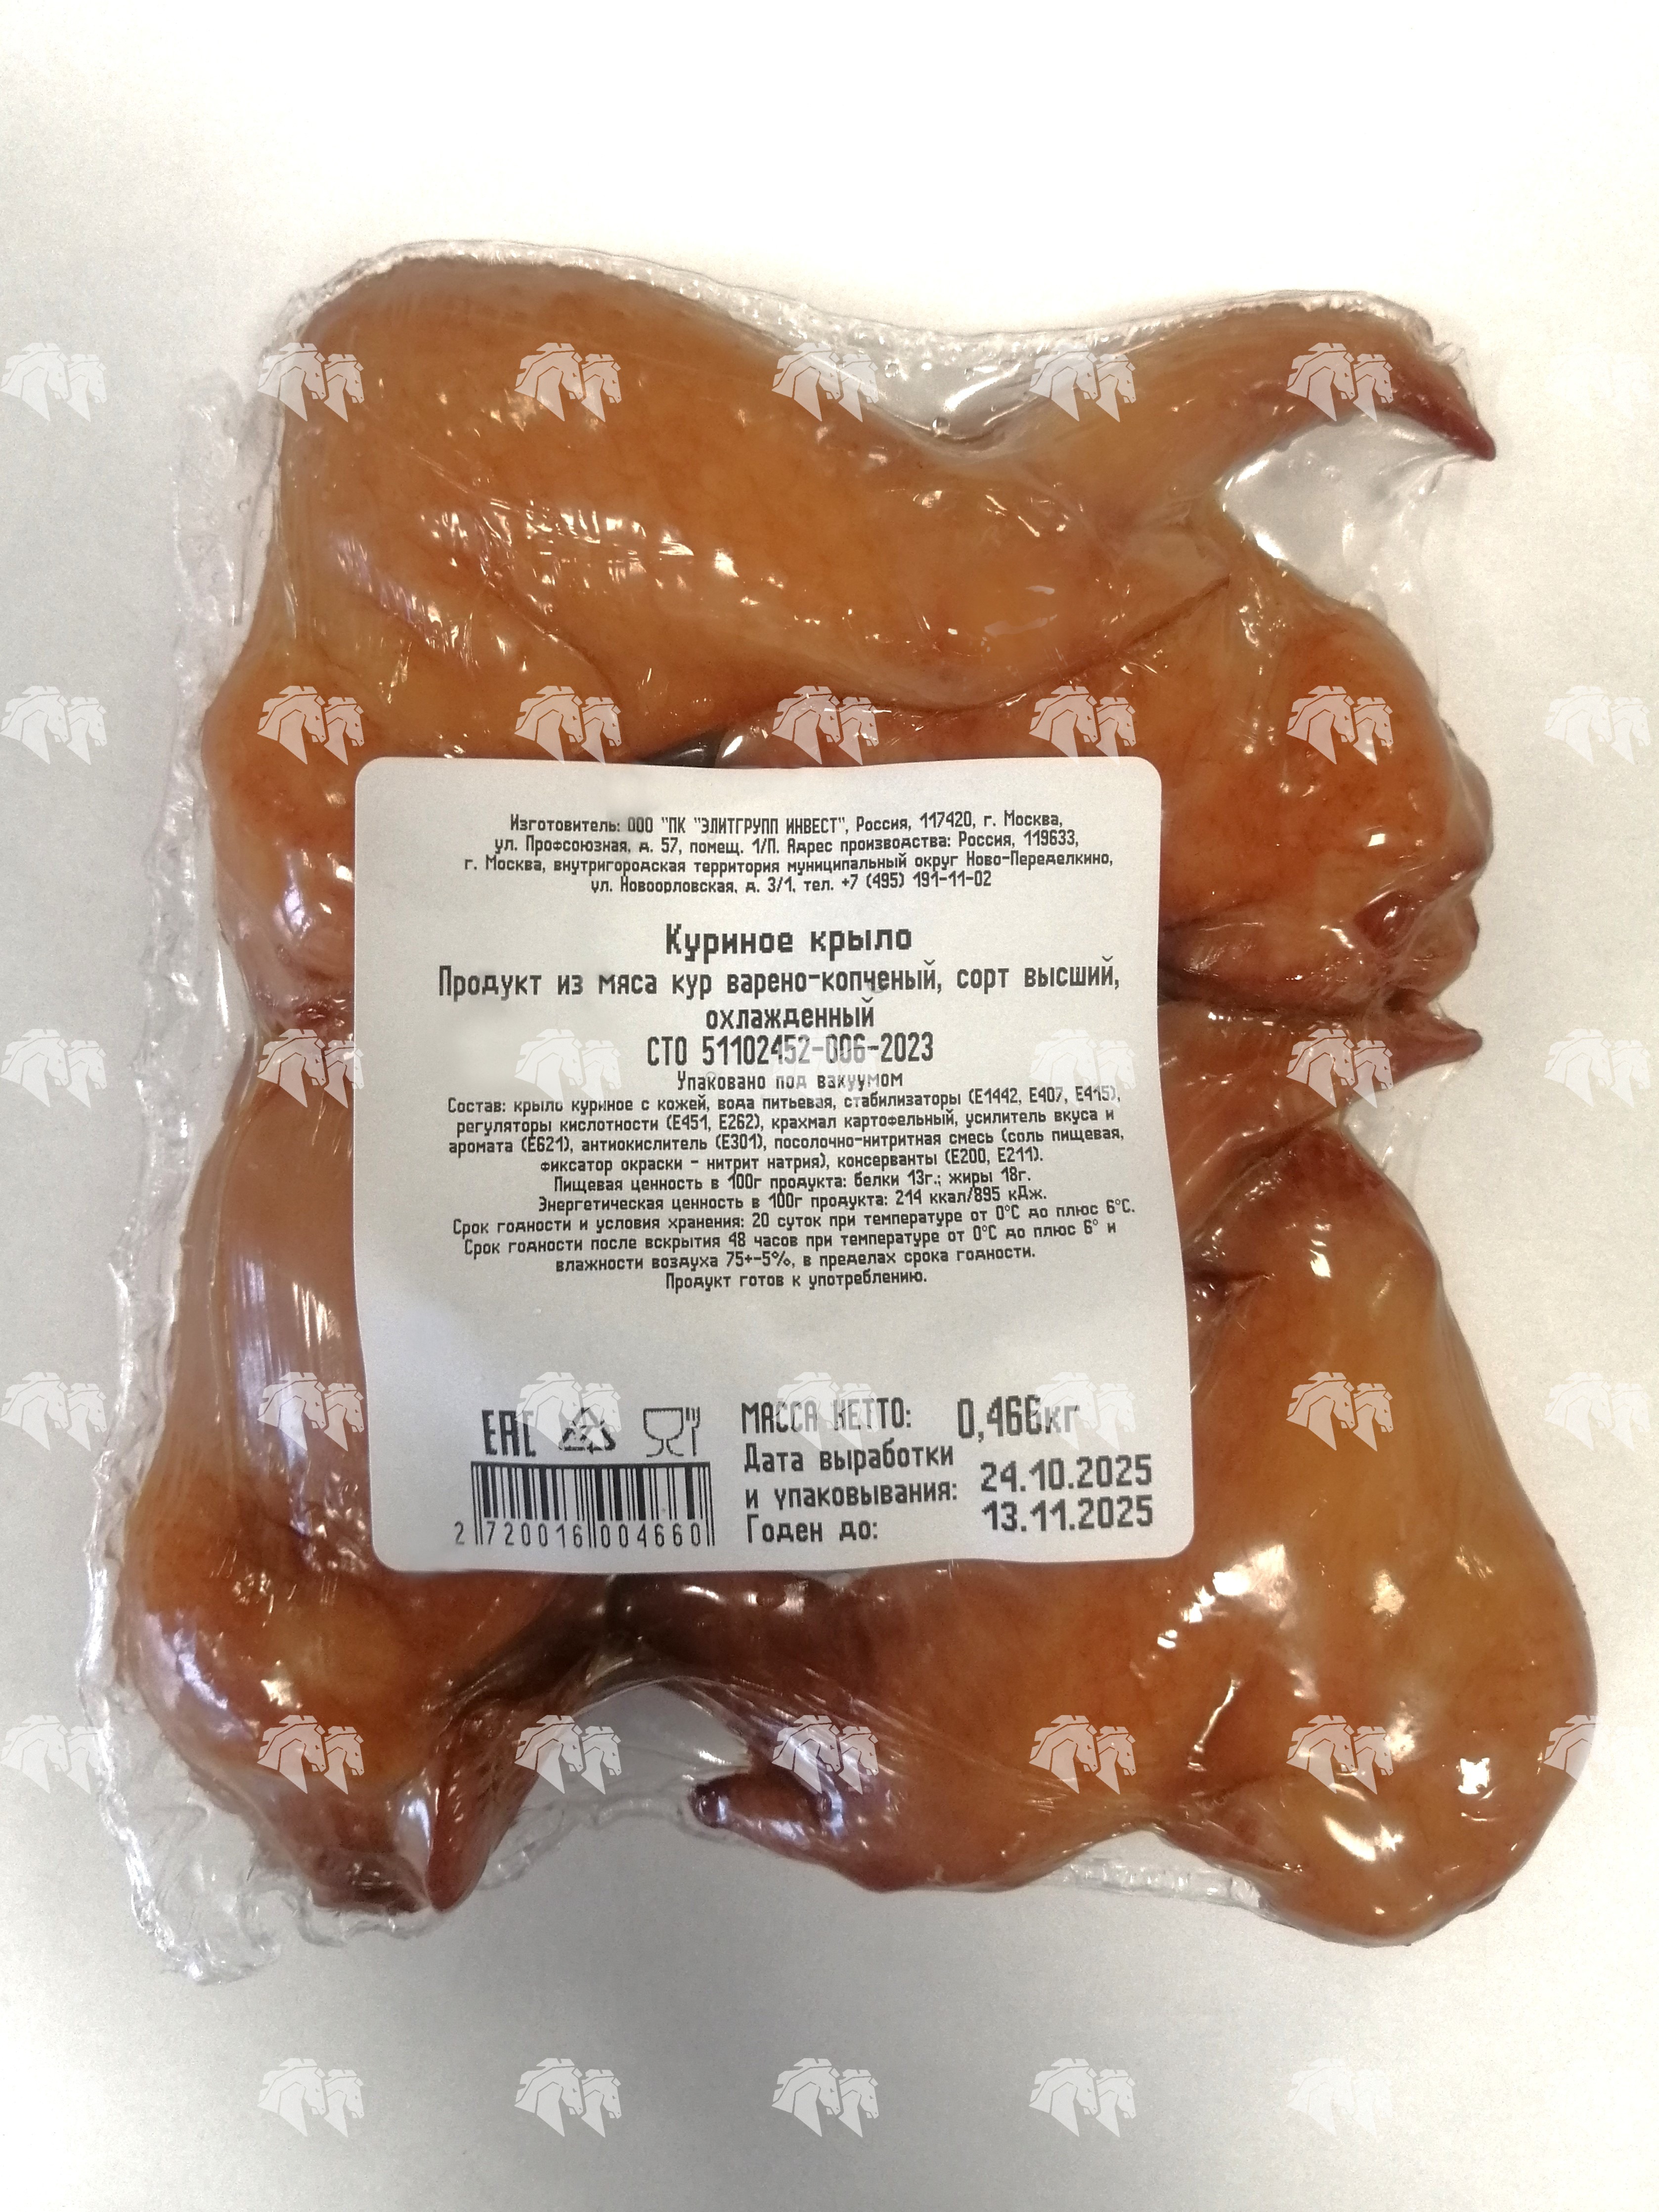 Изготовитель: ООО "ПК "ЭЛИТГРУПП ИНВЕСТ", Россия, 117420, г. Москва,
ул. Профсоюзная, д. 57, помещ. 1/П. Адрес производства: Россия, 119633,
г. Москва, внутригородская территория муниципальный округ Ново-Переделкино,
ул. Новоорловская, д. 3/1, тел. +7 (495) 191-11-02
Куриное крыло
Продукт из мяса кур варено-копченый, сорт высший,
охлажденный
СТО 51102452-006-2023
Упаковано под вакуумом
Состав: крыло куриное с кожей, вода питьевая, стабилизаторы (Е1442, Е407, Е415),
регуляторы кислотности (Е451, Е262), крахмал картофельный, усилитель вкуса и
аромата (Е621), антиокислитель (Е301), посолочно-нитритная смесь (соль пищевая,
фиксатор окраски - нитрит натрия), консерванты (Е200, Е211).
Пищевая ценность в 100г продукта: белки 13г.; жиры 18г.
Энергетическая ценность в 100г продукта: 214 ккал/895 кДж.
Срок годности и условия хранения: 20 суток при температуре от 0°С до плюс 6°С.
Срок годности после вскрытия 48 часов при температуре от 0°С до плюс 6° и
влажности воздуха 75+-5%, в пределах срока годности.
Продукт готов к употреблению.
ЕАС
МАССА НЕТТО: 0,466кг
Дата выработки
и упаковывания: 24.10.2025
Годен до: 13.11.2025
2 720016 004660